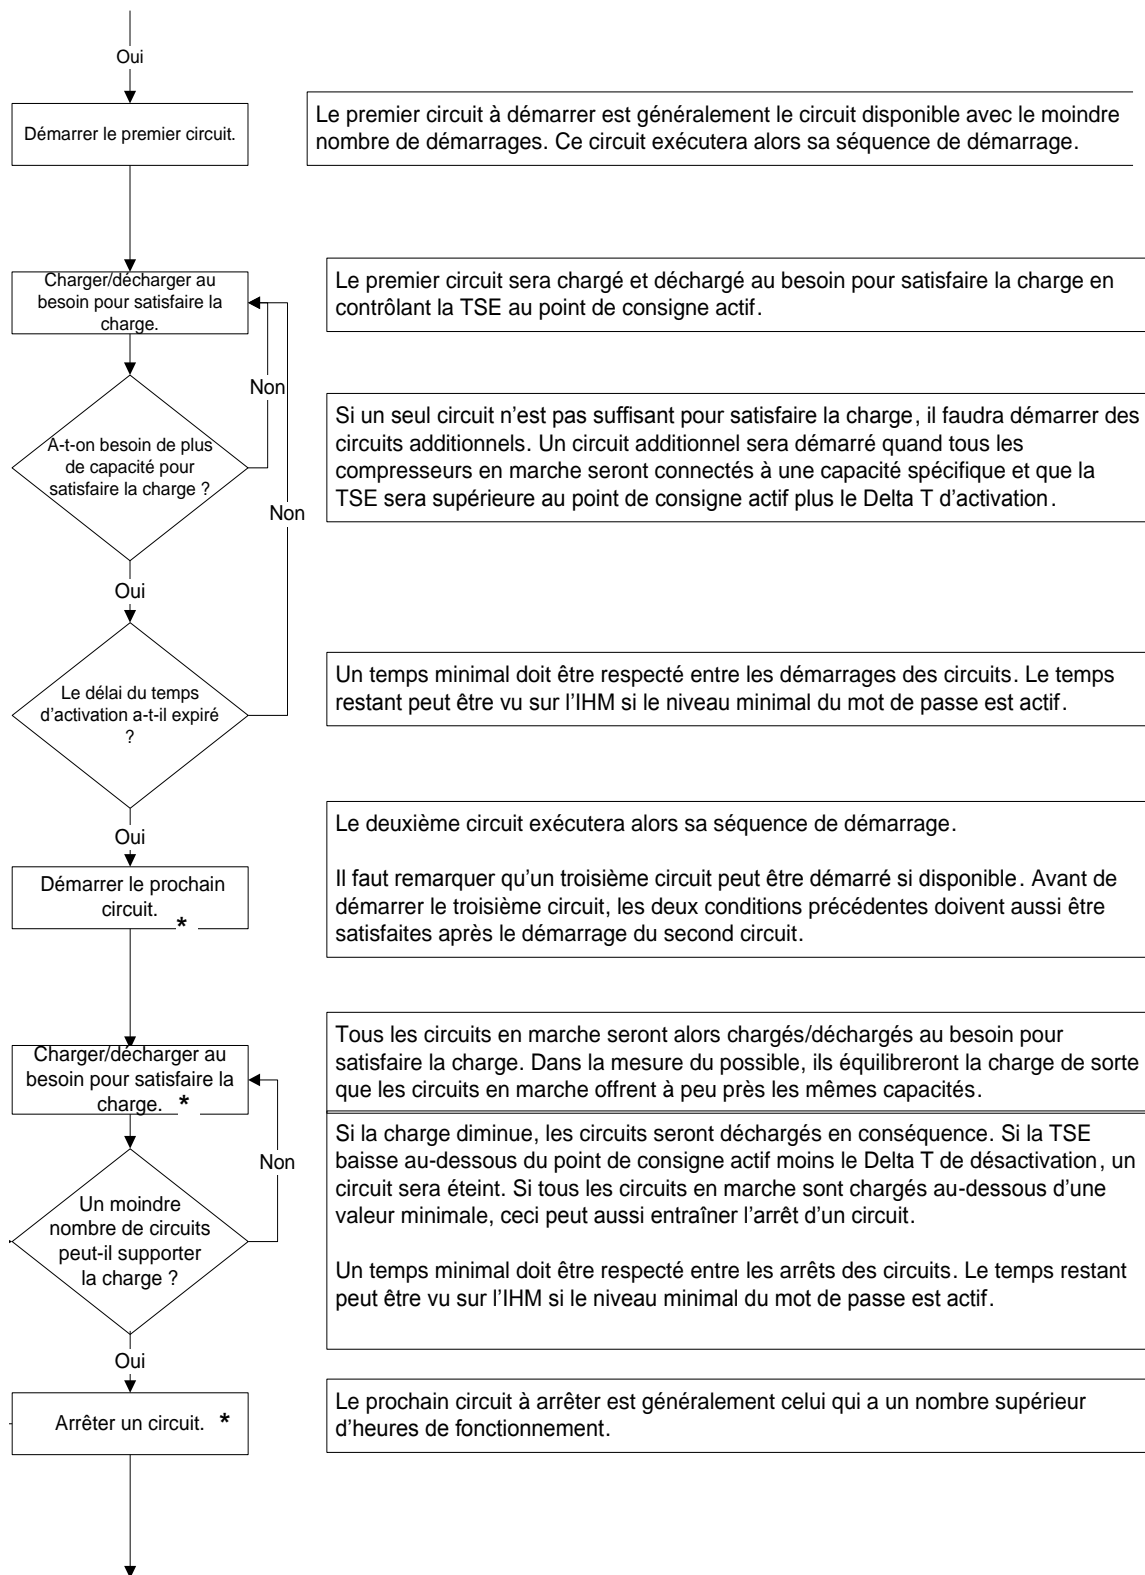 Oui
Démarrer le premier circuit.
Le premier circuit à démarrer est généralement le circuit disponible avec le moindre
nombre de démarrages. Ce circuit exécutera alors sa séquence de démarrage.
Charger/décharger au
besoin pour satisfaire la
charge.
Le premier circuit sera chargé et déchargé au besoin pour satisfaire la charge en
contrôlant la TSE au point de consigne actif.
Non
A-t-on besoin de plus
de capacité pour
satisfaire la charge ?
Si un seul circuit n'est pas suffisant pour satisfaire la charge, il faudra démarrer des
circuits additionnels. Un circuit additionnel sera démarré quand tous les
compresseurs en marche seront connectés à une capacité spécifique et que la
TSE sera supérieure au point de consigne actif plus le Delta T d'activation.
Non
Oui
Le délai du temps
d'activation a-t-il expiré
?
Un temps minimal doit être respecté entre les démarrages des circuits. Le temps
restant peut être vu sur l'IHM si le niveau minimal du mot de passe est actif.
Oui
Démarrer le prochain
circuit.
*
Le deuxième circuit exécutera alors sa séquence de démarrage.
Il faut remarquer qu'un troisième circuit peut être démarré si disponible. Avant de
démarrer le troisième circuit, les deux conditions précédentes doivent aussi être
satisfaites après le démarrage du second circuit.
Charger/décharger au
besoin pour satisfaire la
charge. *
Tous les circuits en marche seront alors chargés/déchargés au besoin pour
satisfaire la charge. Dans la mesure du possible, ils équilibreront la charge de sorte
que les circuits en marche offrent à peu près les mêmes capacités.
Non
Un moindre
nombre de circuits
peut-il supporter
la charge ?
Si la charge diminue, les circuits seront déchargés en conséquence. Si la TSE
baisse au-dessous du point de consigne actif moins le Delta T de désactivation, un
circuit sera éteint. Si tous les circuits en marche sont chargés au-dessous d'une
valeur minimale, ceci peut aussi entraîner l'arrêt d'un circuit.
Un temps minimal doit être respecté entre les arrêts des circuits. Le temps restant
peut être vu sur l'IHM si le niveau minimal du mot de passe est actif.
Oui
Arrêter un circuit. *
Le prochain circuit à arrêter est généralement celui qui a un nombre supérieur
d'heures de fonctionnement.